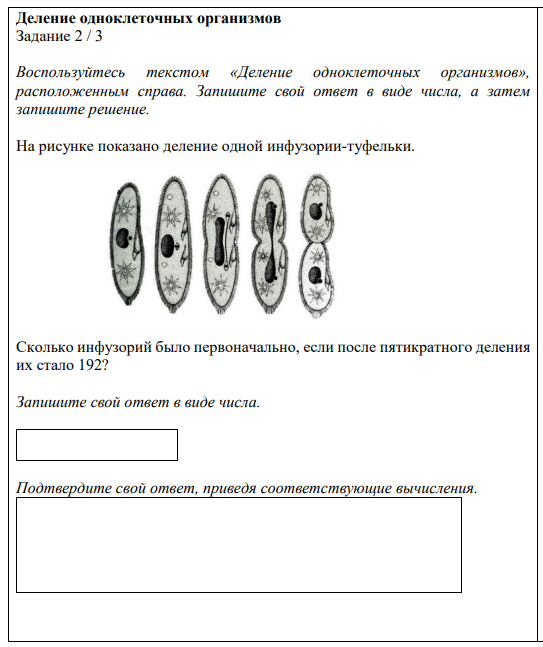 Деление одноклеточных организмов
Задание 2 / 3
Воспользуйтесь текстом «Деление одноклеточных организмов»,
расположенным справа. Запишите свой ответ в виде числа, а затем
запишите решение.
На рисунке показано деление одной инфузории-туфельки.
Сколько инфузорий было первоначально, если после пятикратного деления
их стало 192?
Запишите свой ответ в виде числа.
Подтвердите свой ответ, приведя соответствующие вычисления.